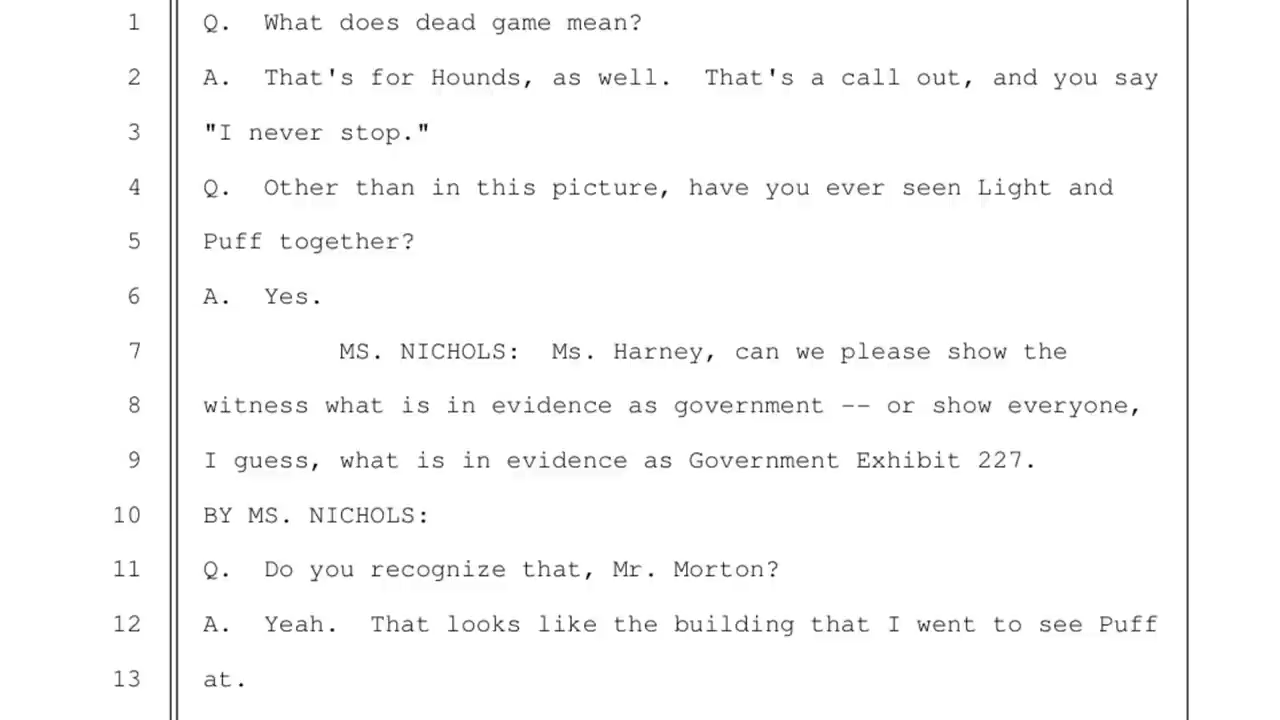 1 Q. What does dead game mean?
2 A. That's for Hounds, as well. That's a call out, and you say
3 "I never stop."
4 Q. Other than in this picture, have you ever seen Light and
5 Puff together?
6 A. Yes.
7 MS. NICHOLS: Ms. Harney, can we please show the
8 witness what is in evidence as government -- or show everyone,
9 I guess, what is in evidence as Government Exhibit 227.
10 BY MS. NICHOLS:
11 Q. Do you recognize that, Mr. Morton?
12 A. Yeah. That looks like the building that I went to see Puff
13 at.